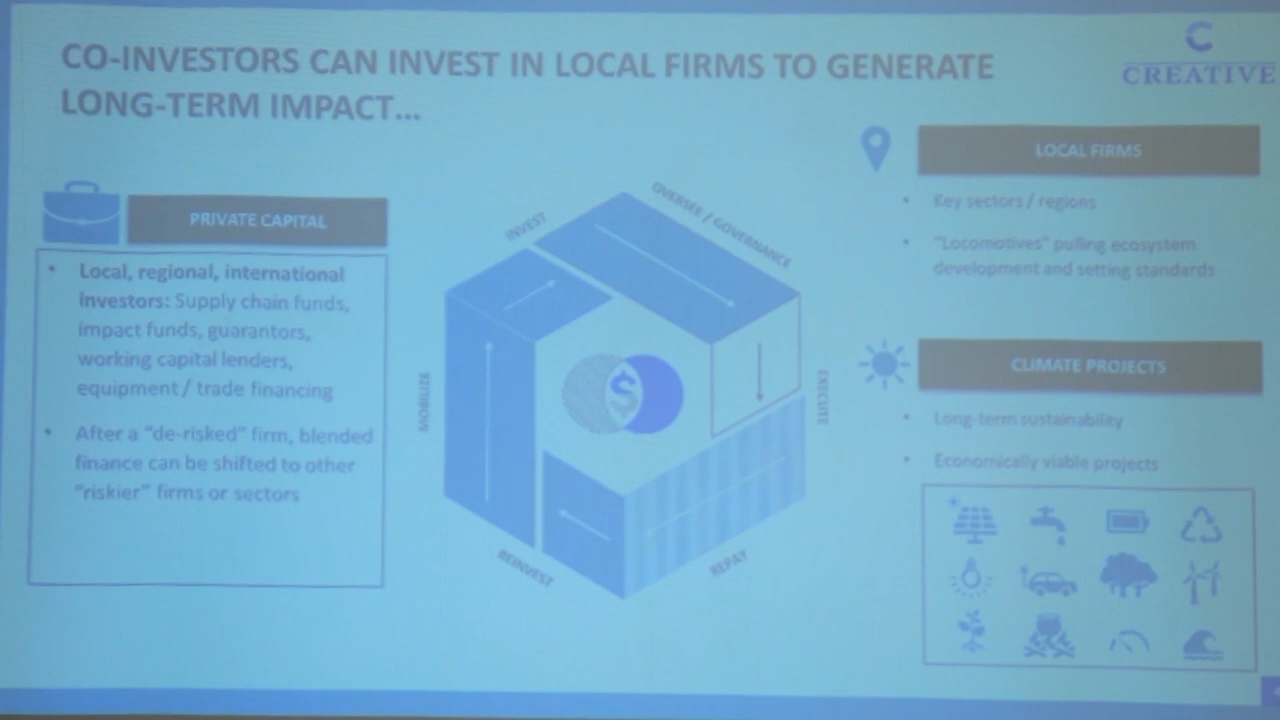 CO-INVESTORS CAN INVEST IN LOCAL FIRMS TO GENERATE
LONG-TERM IMPACT...
C
CREATIVE
PRIVATE CAPITAL
• Local, regional, international
investors: Supply chain funds,
impact funds, guarantors,
working capital lenders,
equipment / trade financing
• After a "de-risked" firm, blended
finance can be shifted to other
"riskier" firms or sectors
INVEST
OVERSEE / GOVERNANCE
MOBILIZE
$
EXECUTE
REINVEST
REPAY
LOCAL FIRMS
• Key sectors / regions
• "Locomotives" pulling ecosystem
development and setting standards
CLIMATE PROJECTS
• Long-term sustainability
• Economically viable projects